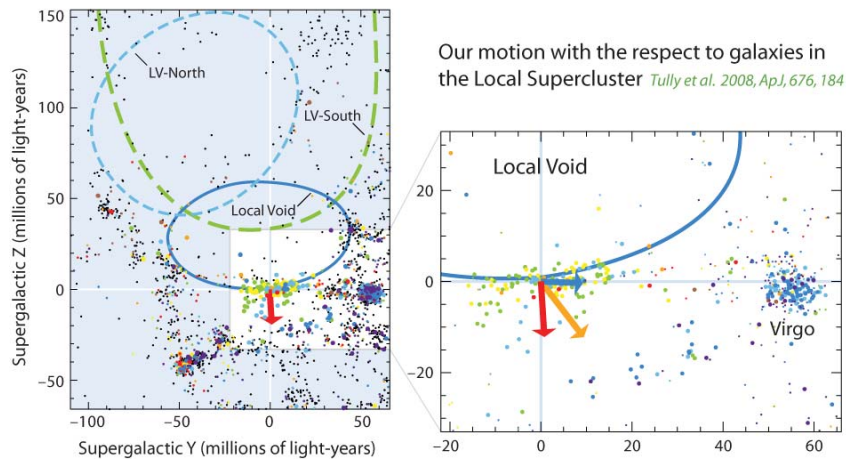 150
100
50
0
−50
−100
−50
0
50
Supergalactic Z (millions of light-years)
Supergalactic Y (millions of light-years)
LV-North
LV-South
Local Void
Our motion with the respect to galaxies in
the Local Supercluster Tully et al. 2008, ApJ, 676, 184
Local Void
Virgo
20
0
−20
−20
0
20
40
60